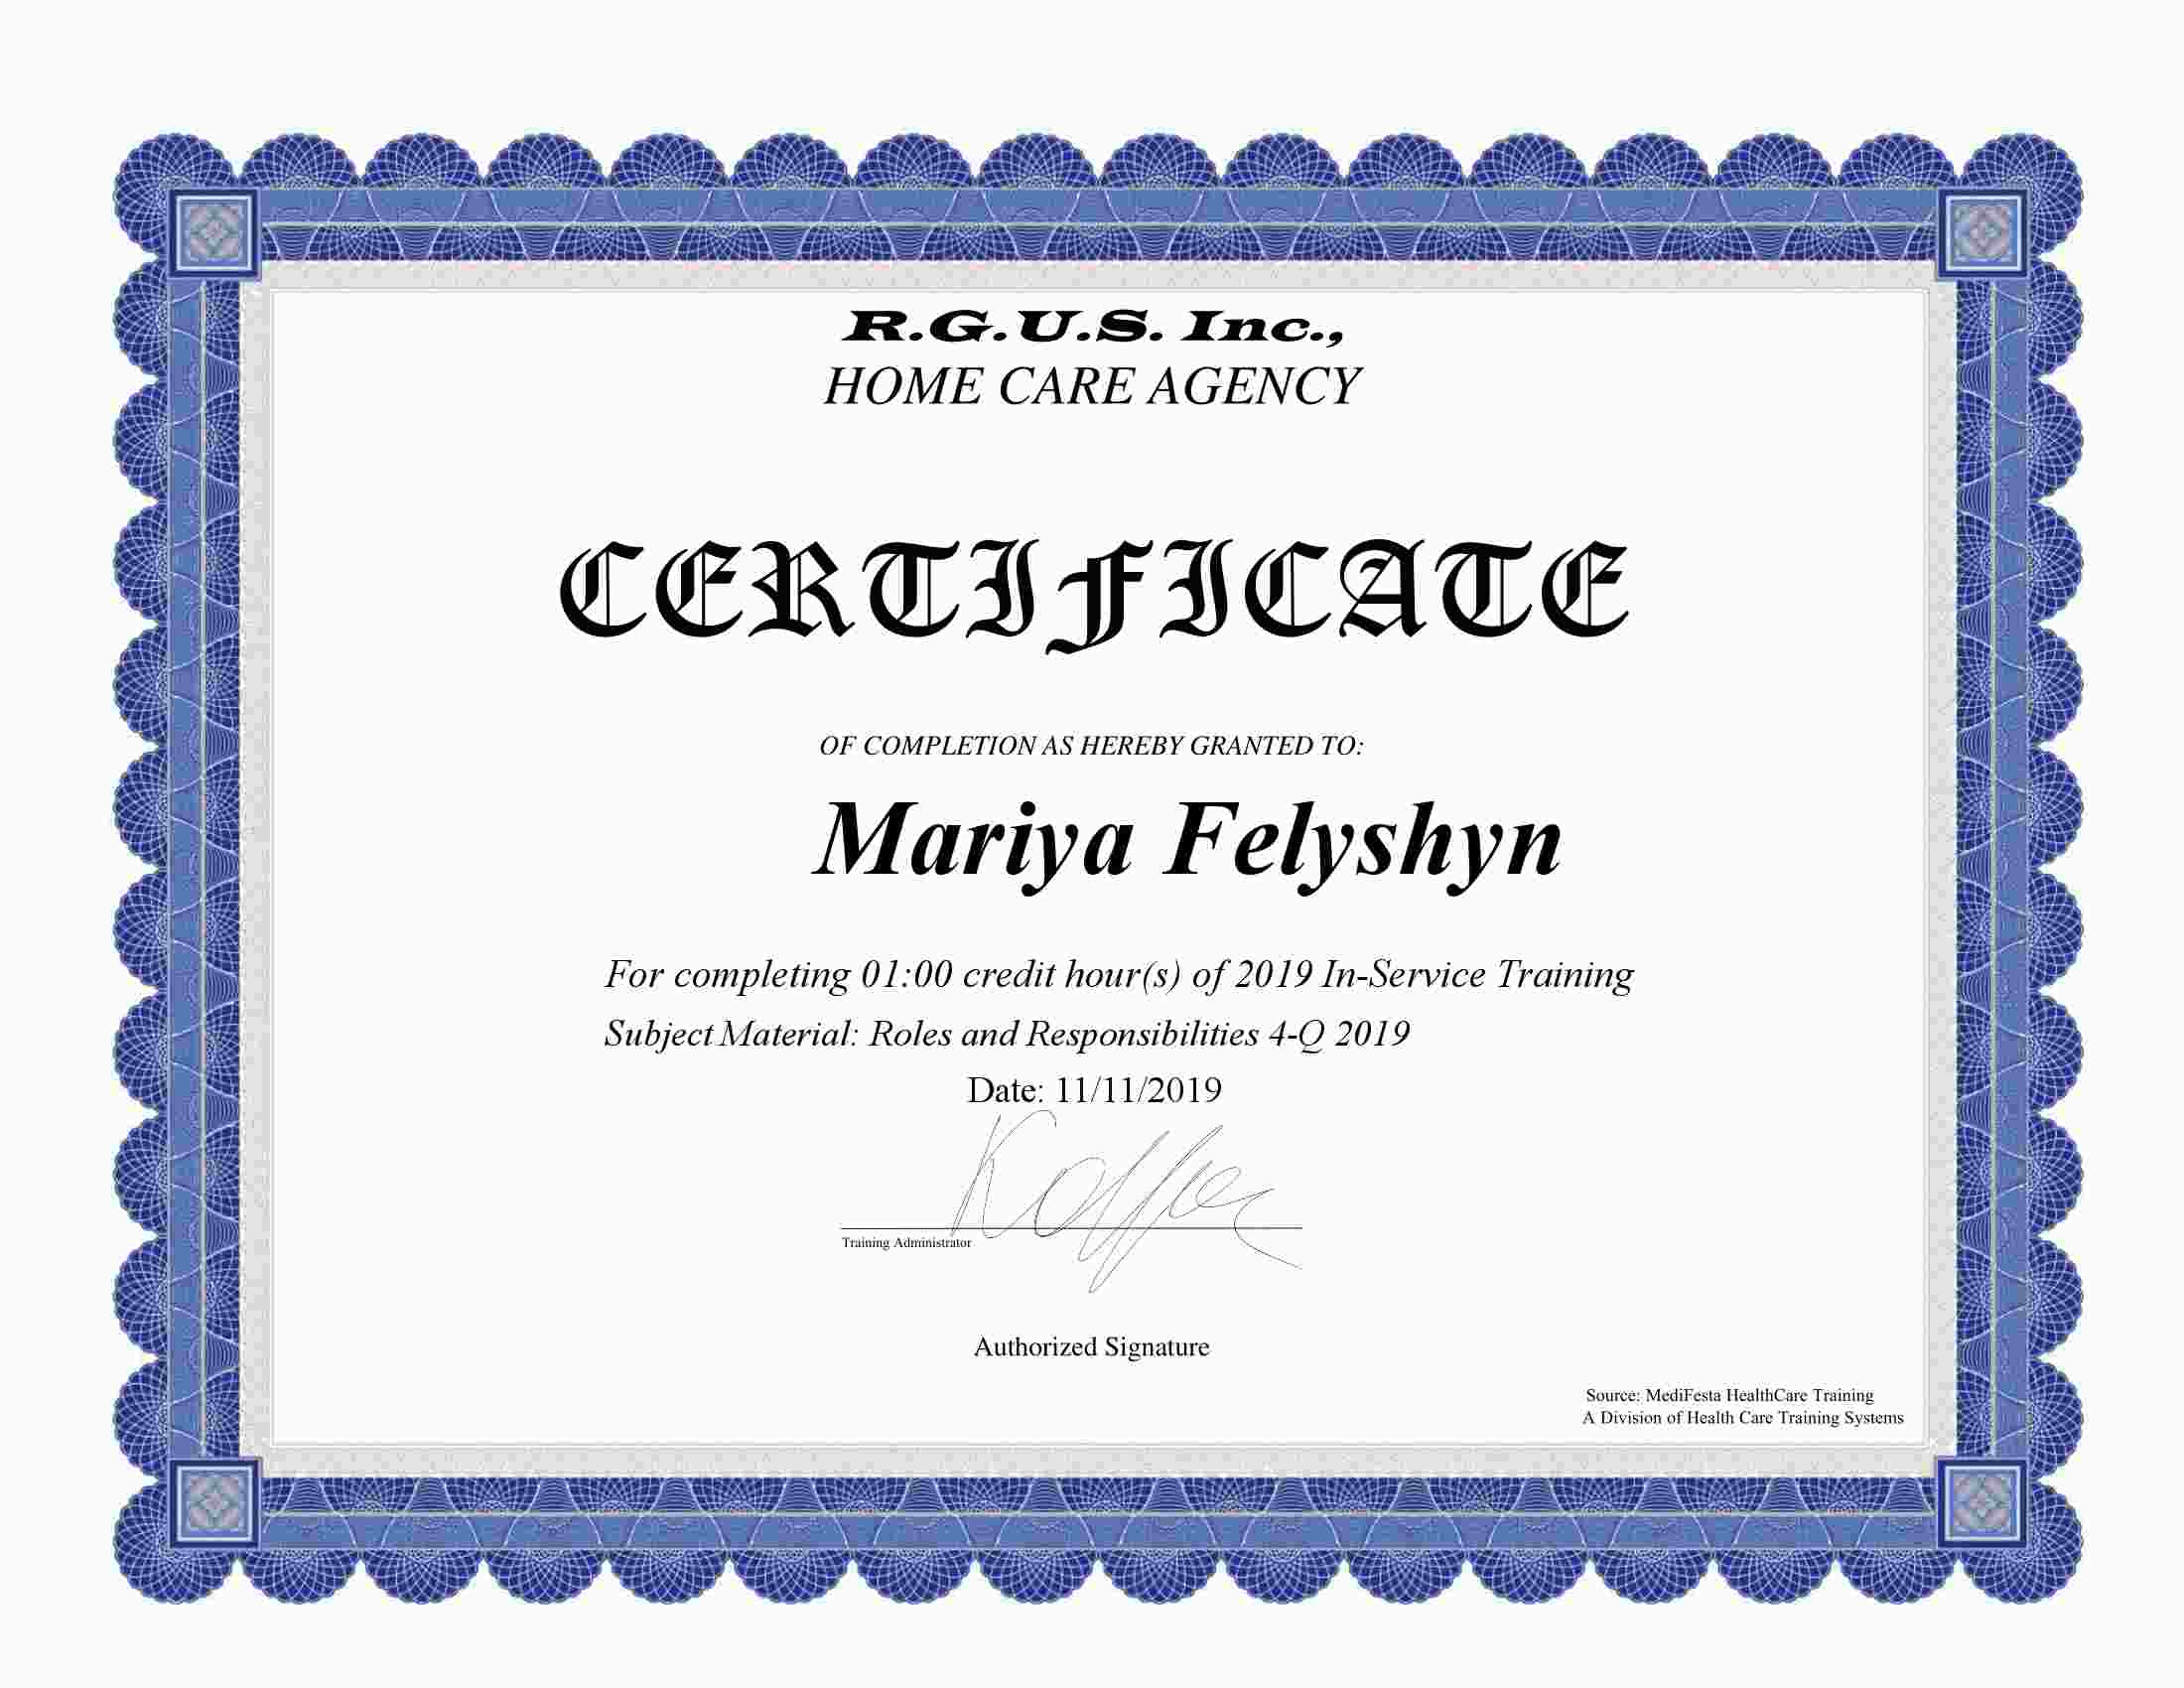 R.G.U.S. Inc.,
HOME CARE AGENCY
CERTIFICATE
OF COMPLETION AS HEREBY GRANTED TO:
Mariya Felyshyn
For completing 01:00 credit hour(s) of 2019 In-Service Training
Subject Material: Roles and Responsibilities 4-Q 2019
Date: 11/11/2019
Training Administrator
Authorized Signature
Source: MediFesta HealthCare Training
A Division of Health Care Training Systems